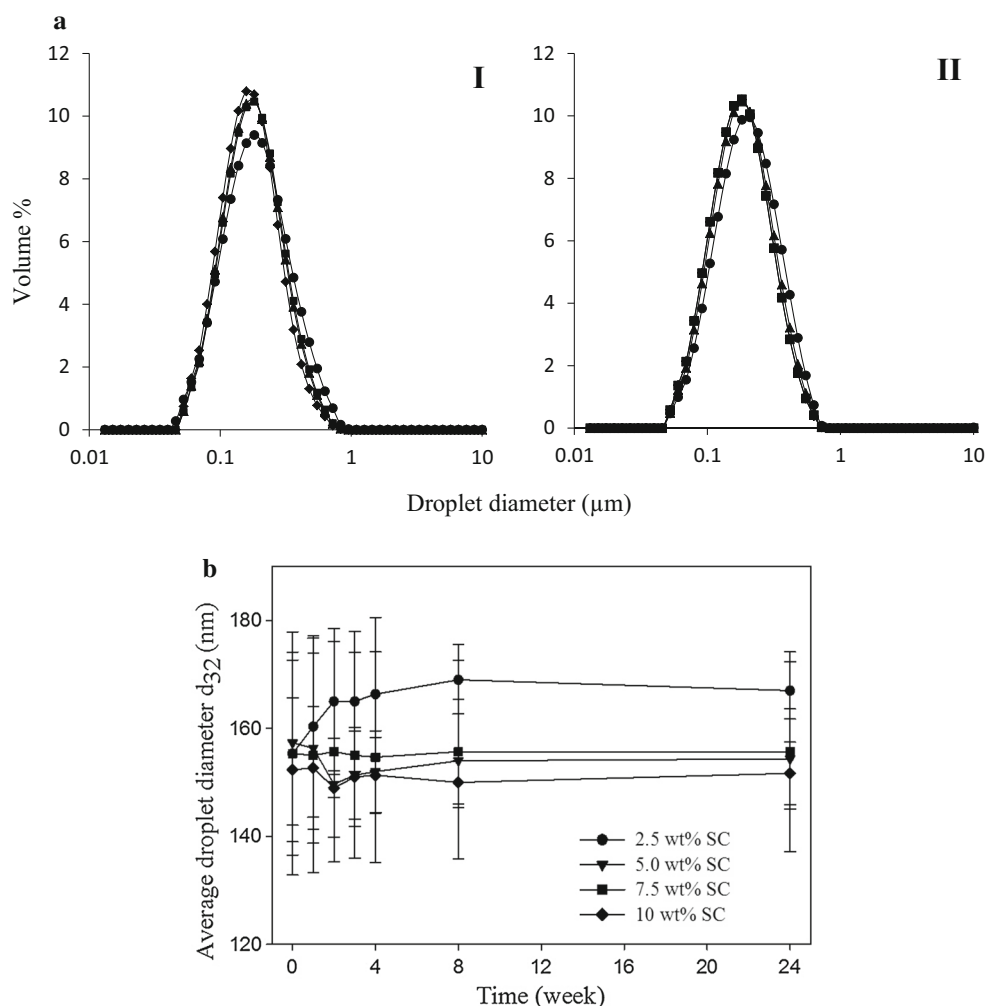 a
I
II
Volume %
12
10
8
6
4
2
0
0.01
0.1
1
10
12
10
8
6
4
2
0
0.01
0.1
1
10
Droplet diameter (µm)
b
Average droplet diameter d32 (nm)
180
160
140
120
2.5 wt% SC
5.0 wt% SC
7.5 wt% SC
10 wt% SC
0
4
8
12
16
20
24
Time (week)